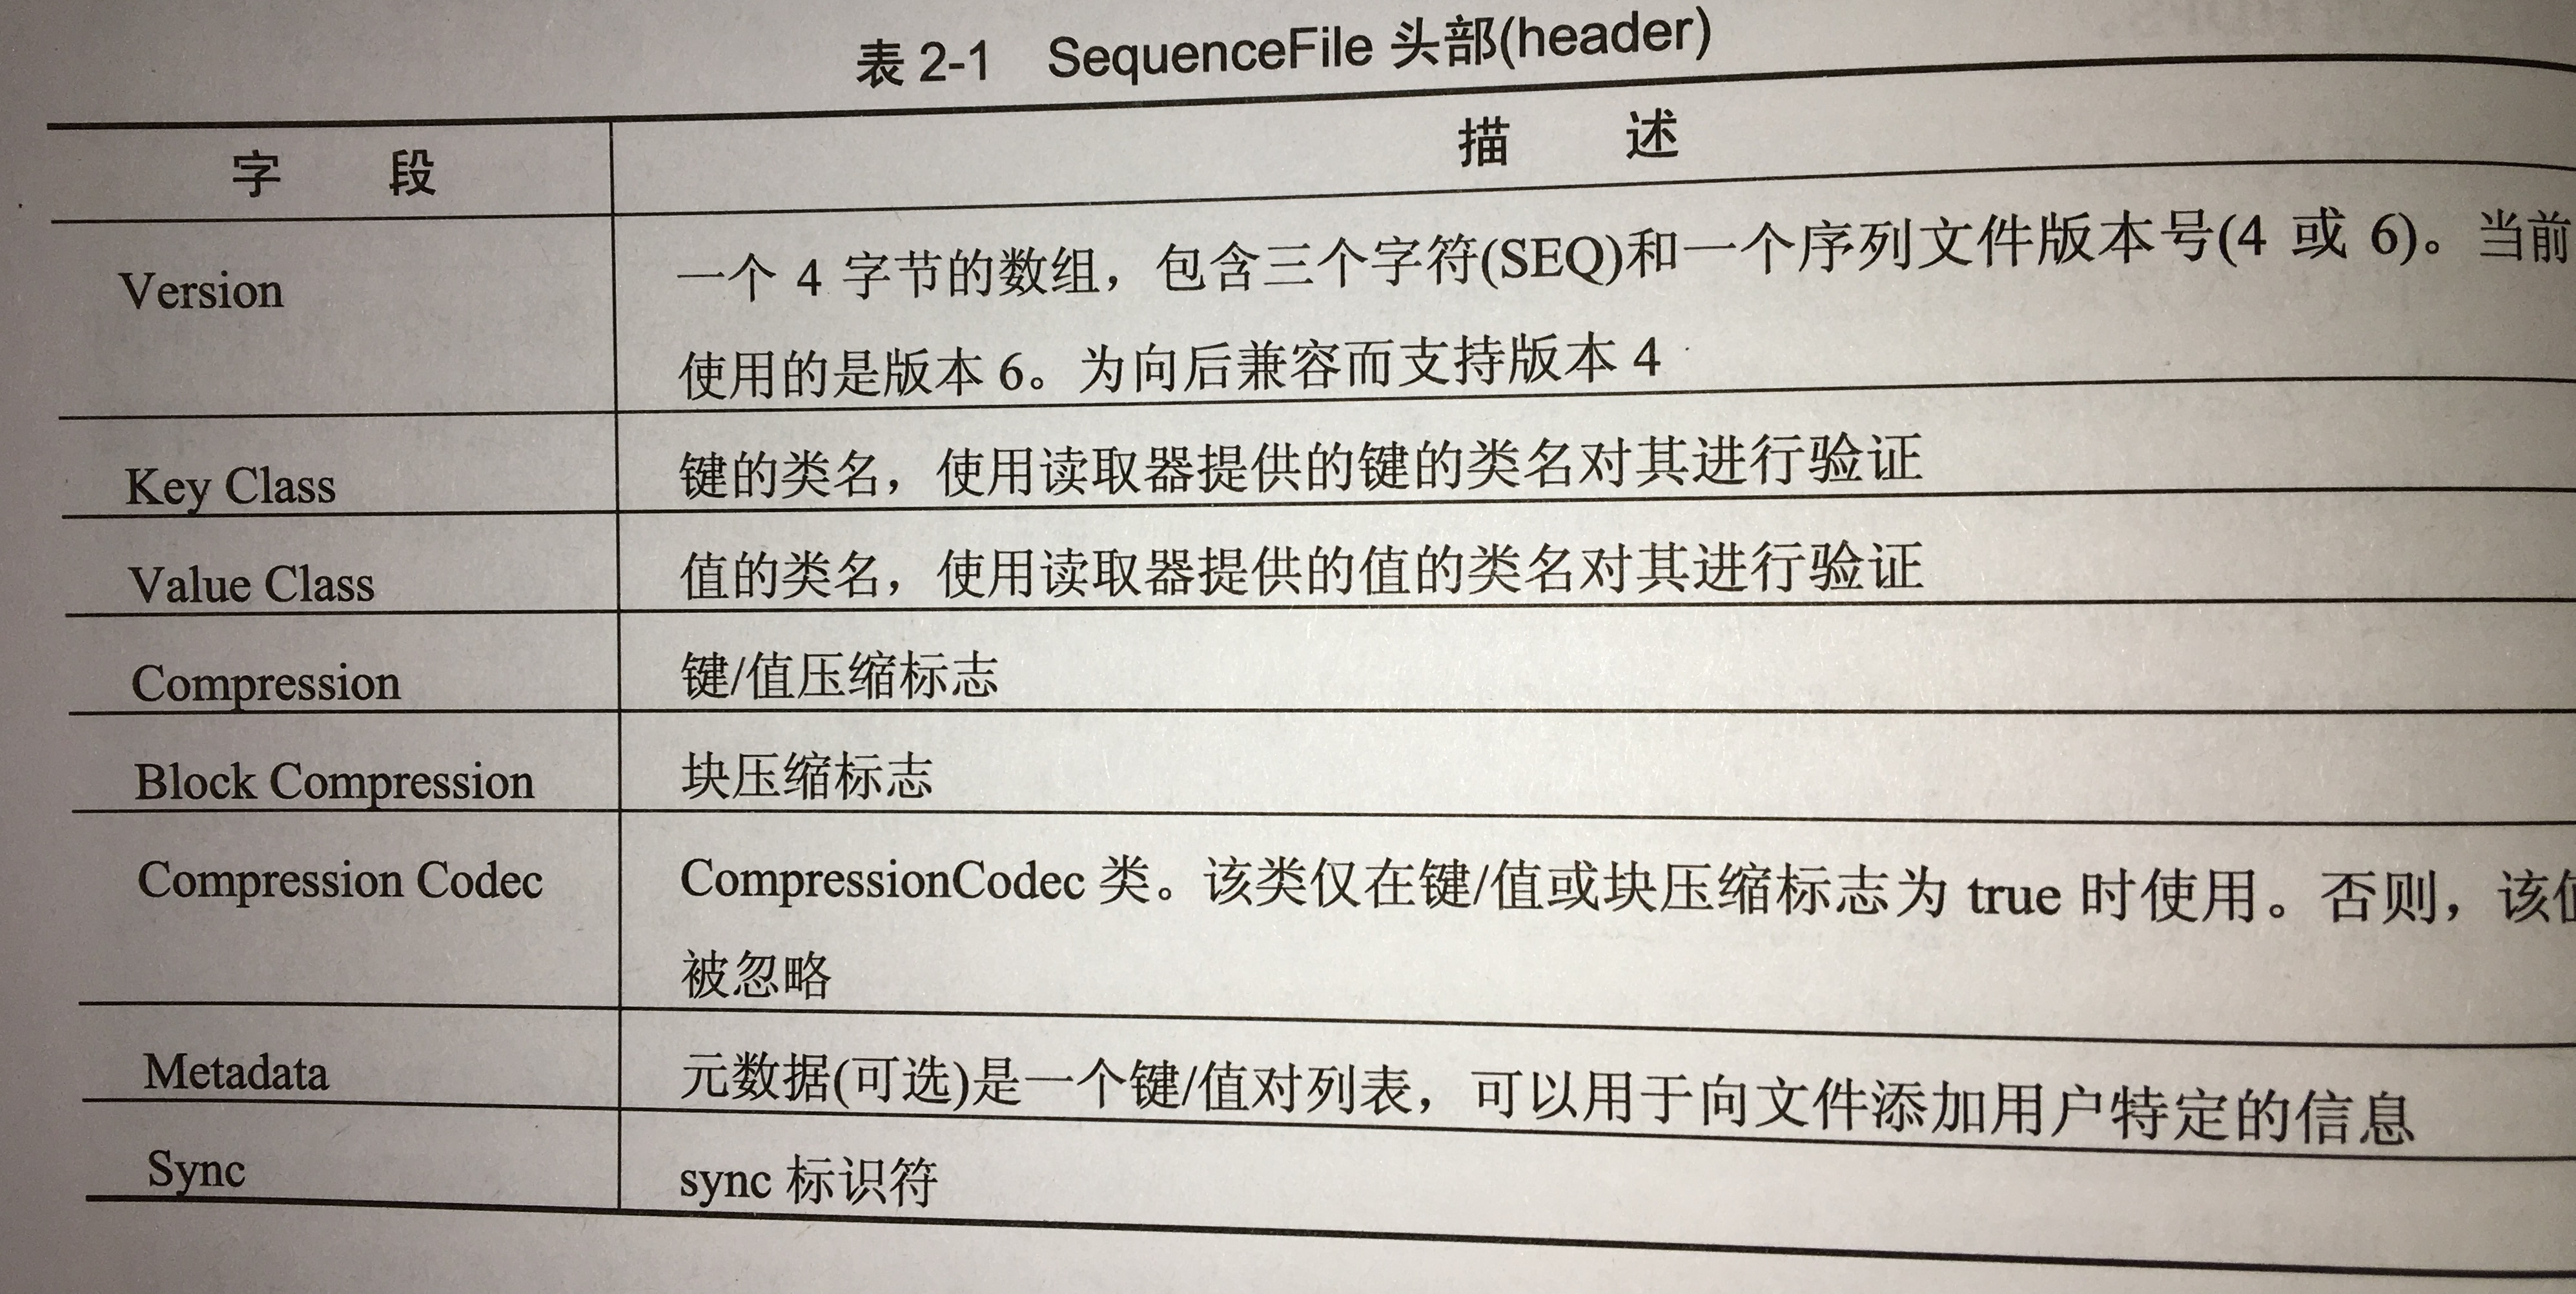 表 2-1 SequenceFile 头部(header)
字 段 描 述
Version 一个 4 字节的数组，包含三个字符(SEQ)和一个序列文件版本号(4 或 6)。当前
使用的是版本 6。为向后兼容而支持版本 4
Key Class 键的类名，使用读取器提供的键的类名对其进行验证
Value Class 值的类名，使用读取器提供的值的类名对其进行验证
Compression 键/值压缩标志
Block Compression 块压缩标志
Compression Codec CompressionCodec 类。该类仅在键/值或块压缩标志为 true 时使用。否则，该值
被忽略
Metadata 元数据(可选)是一个键/值对列表，可以用于向文件添加用户特定的信息
Sync sync 标识符